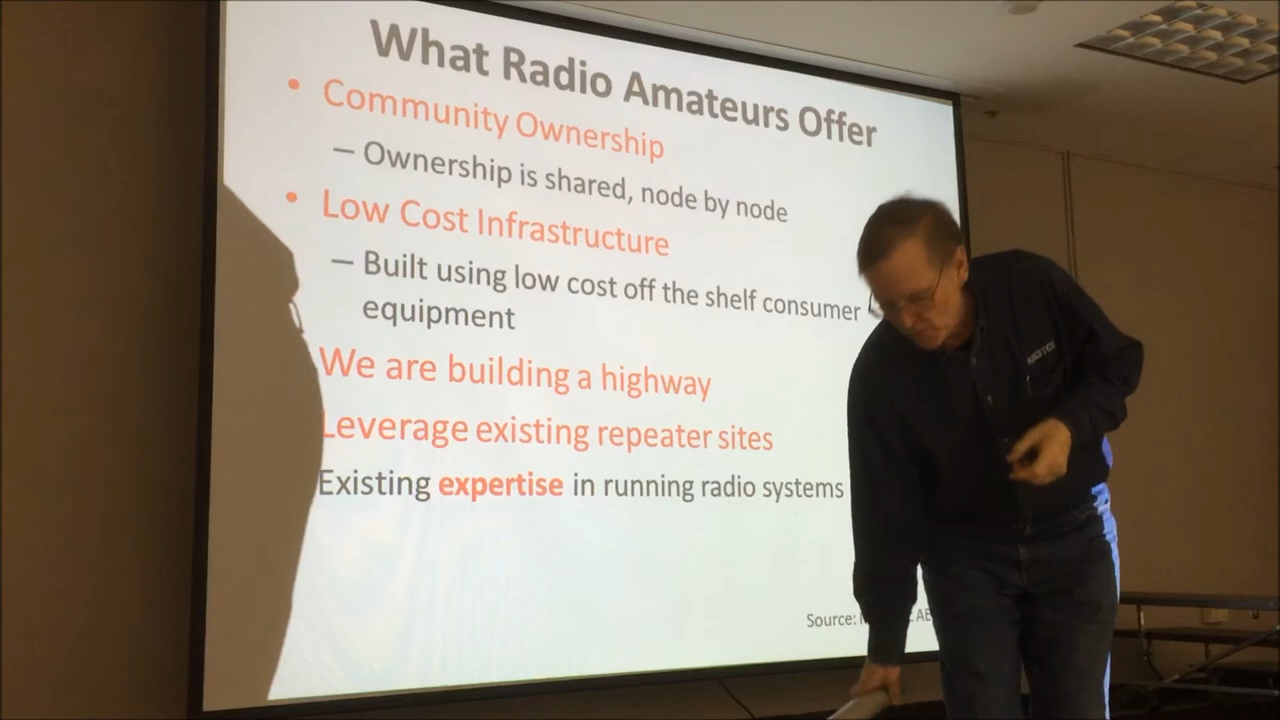 What Radio Amateurs Offer
• Community Ownership
– Ownership is shared, node by node
• Low Cost Infrastructure
– Built using low cost off the shelf consumer
equipment
We are building a highway
Leverage existing repeater sites
Existing expertise in running radio systems
Source: